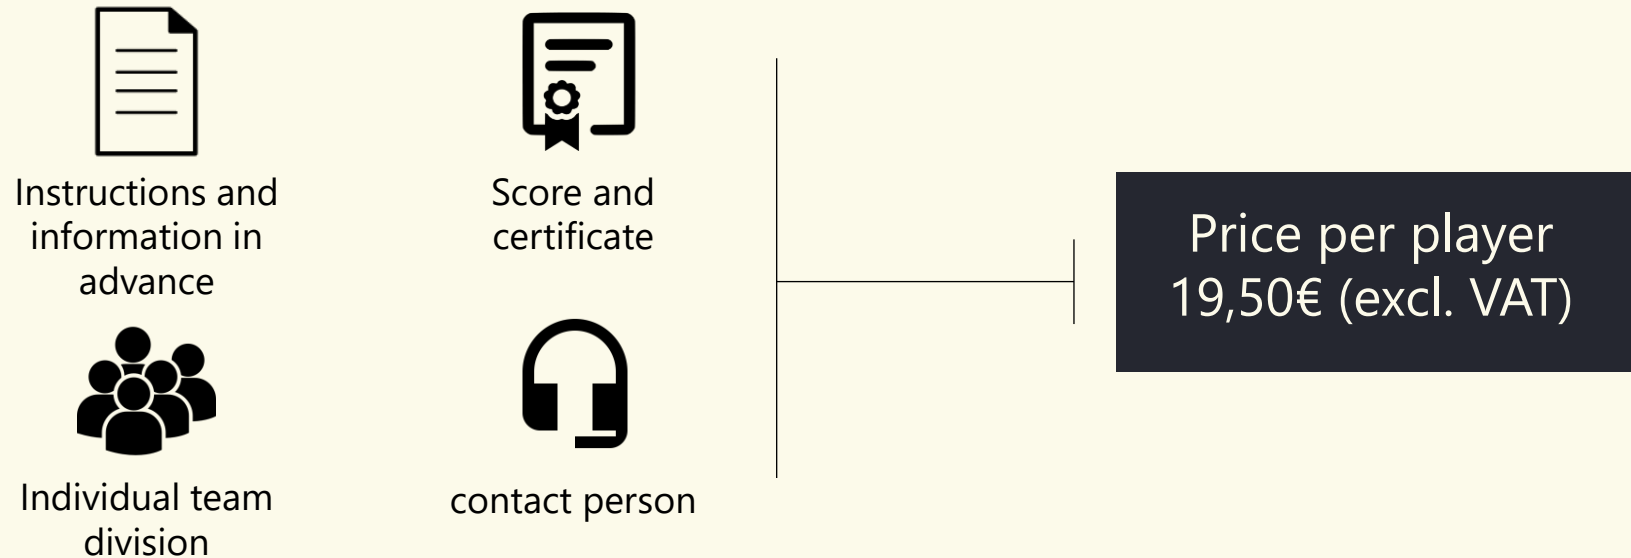 Instructions and
information in
advance
Score and
certificate
Individual team
division
contact person
Price per player
19,50€ (excl. VAT)